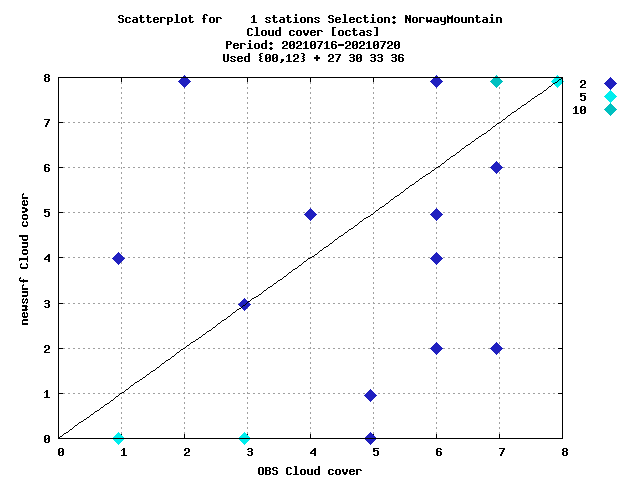 Scatterplot for    1 stations Selection: NorwayMountain
Cloud cover [octas]
Period: 20210716-20210720
Used {00,12} + 27 30 33 36
8
7
6
5
4
3
2
1
0
newsurf Cloud cover
0 1 2 3 4 5 6 7 8
OBS Cloud cover
2
5
10